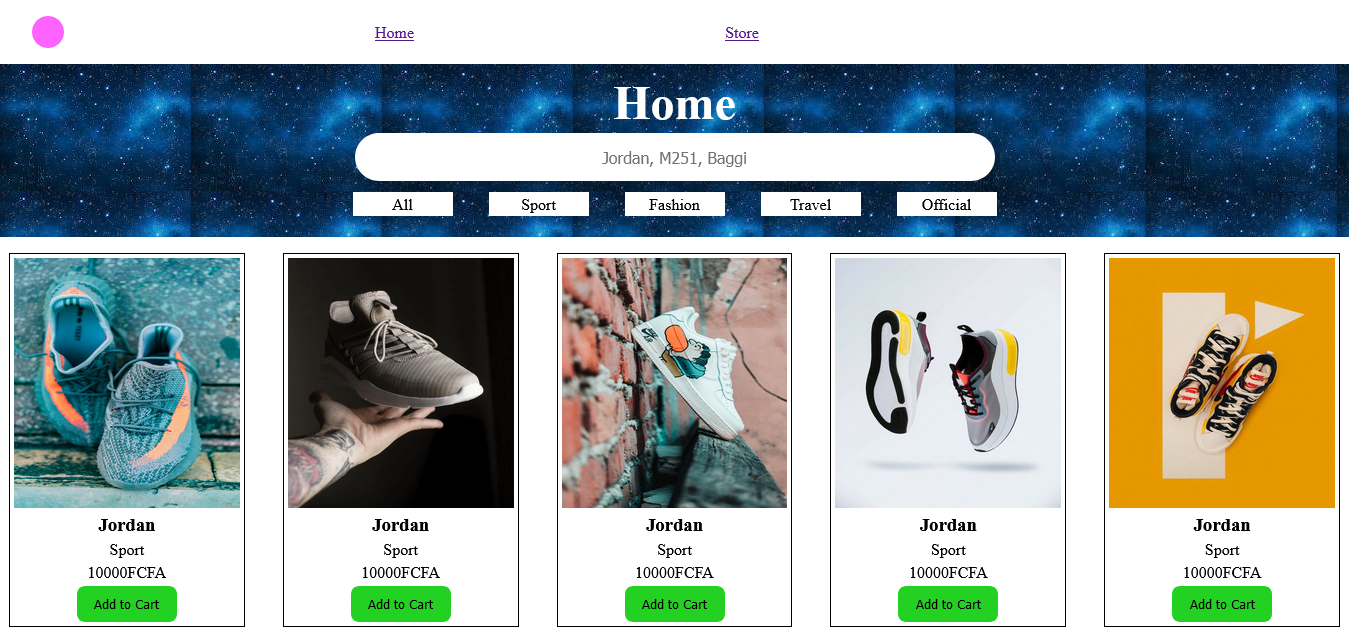 Home Store
Home
Jordan, M251, Baggi
All Sport Fashion Travel Official
Jordan Jordan Jordan Jordan Jordan
Sport Sport Sport Sport Sport
10000FCFA 10000FCFA 10000FCFA 10000FCFA 10000FCFA
Add to Cart Add to Cart Add to Cart Add to Cart Add to Cart